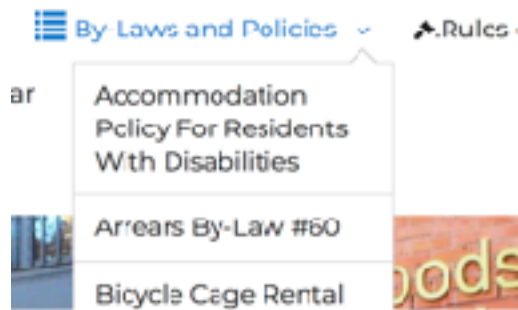 By-Laws and Policies
Rules
ar
Accommodation
Policy For Residents
With Disabilities
Arrears By-Law #60
Bicycle Cage Rental
oods